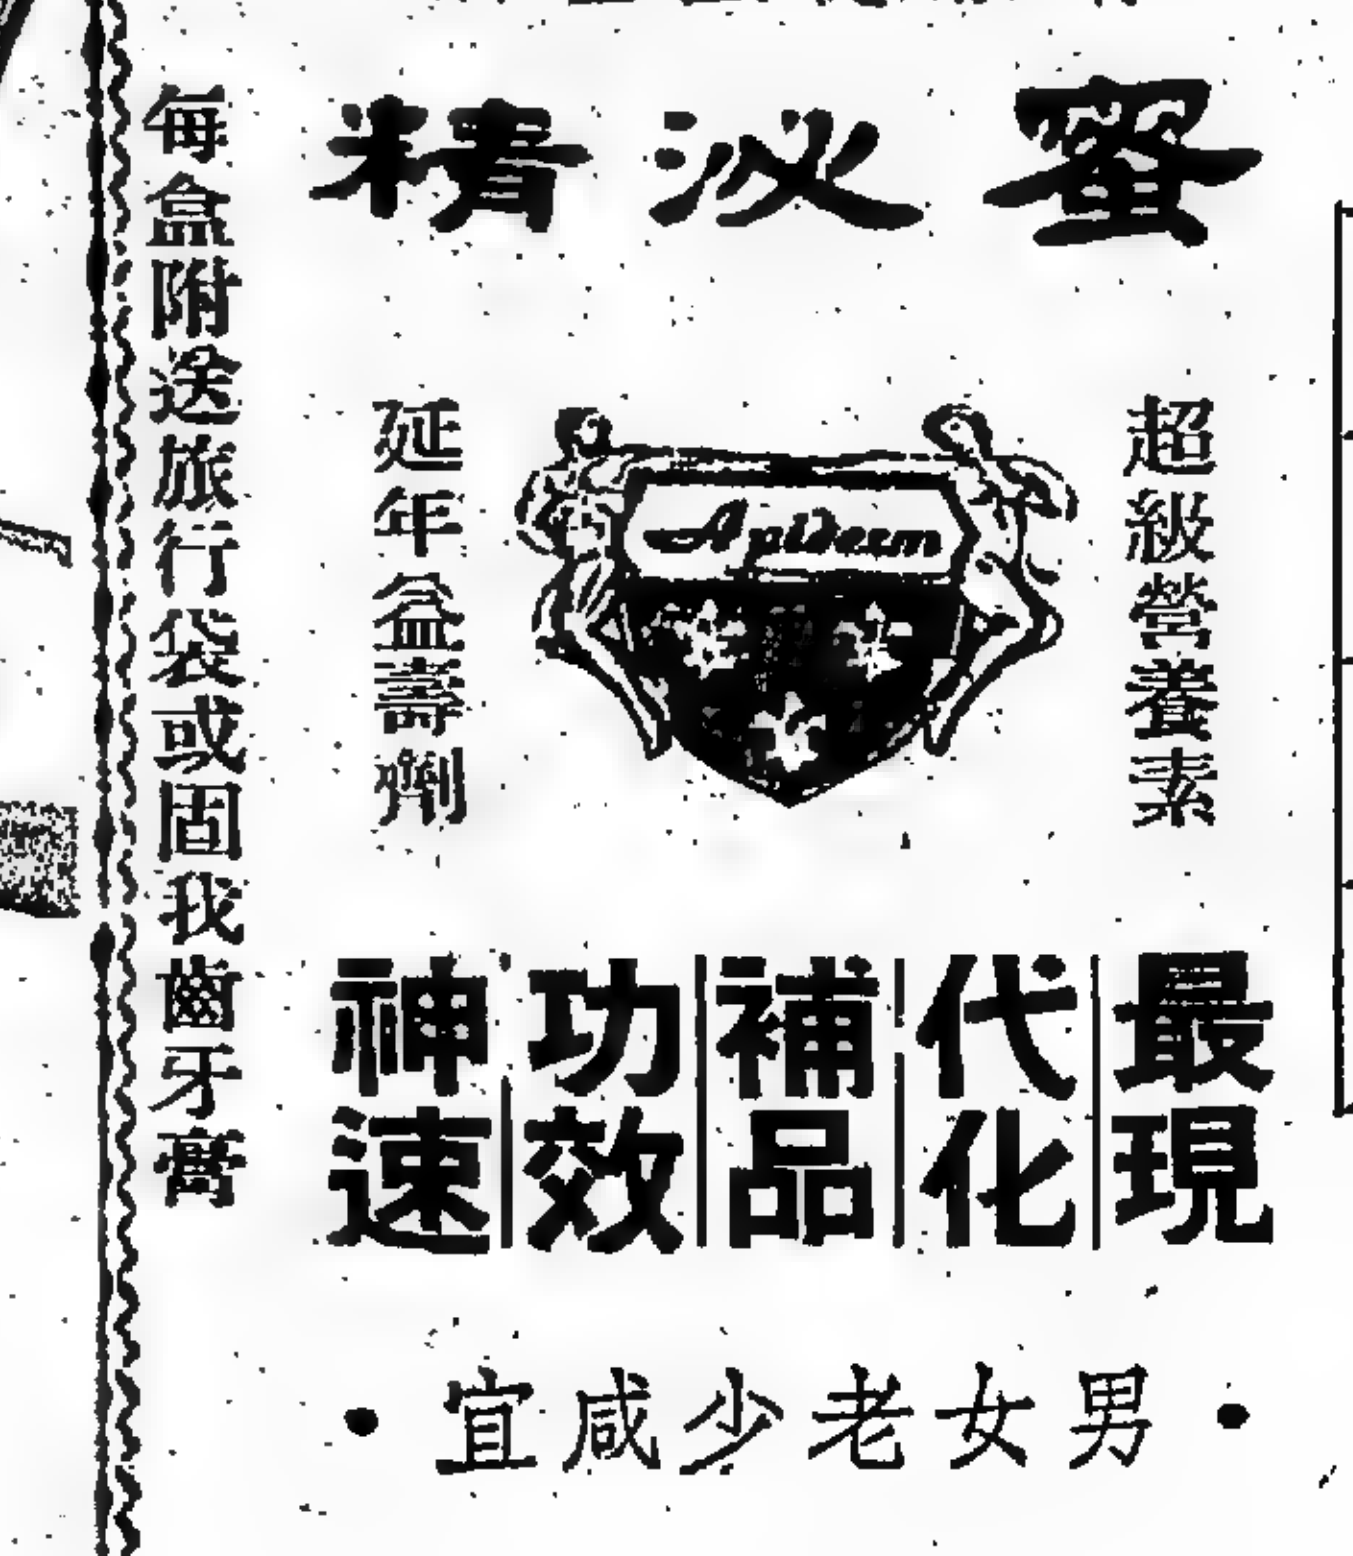 蜜泌精
超級營養素
Apiderm
延年益壽劑
最現
代化
補品
功效
神速
男女老少咸宜
每盒附送旅行袋或固我齒牙膏